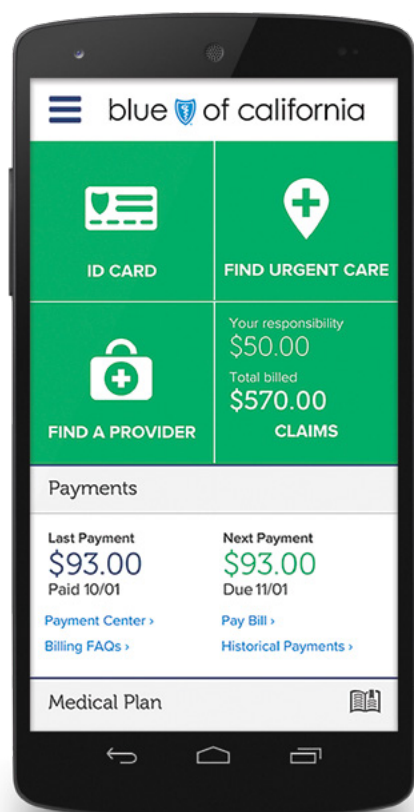 blue of california
ID CARD
FIND URGENT CARE
FIND A PROVIDER
Your responsibility
$50.00
Total billed
$570.00
CLAIMS
Payments
Last Payment
$93.00
Paid 10/01
Payment Center ›
Billing FAQs ›
Next Payment
$93.00
Due 11/01
Pay Bill ›
Historical Payments ›
Medical Plan